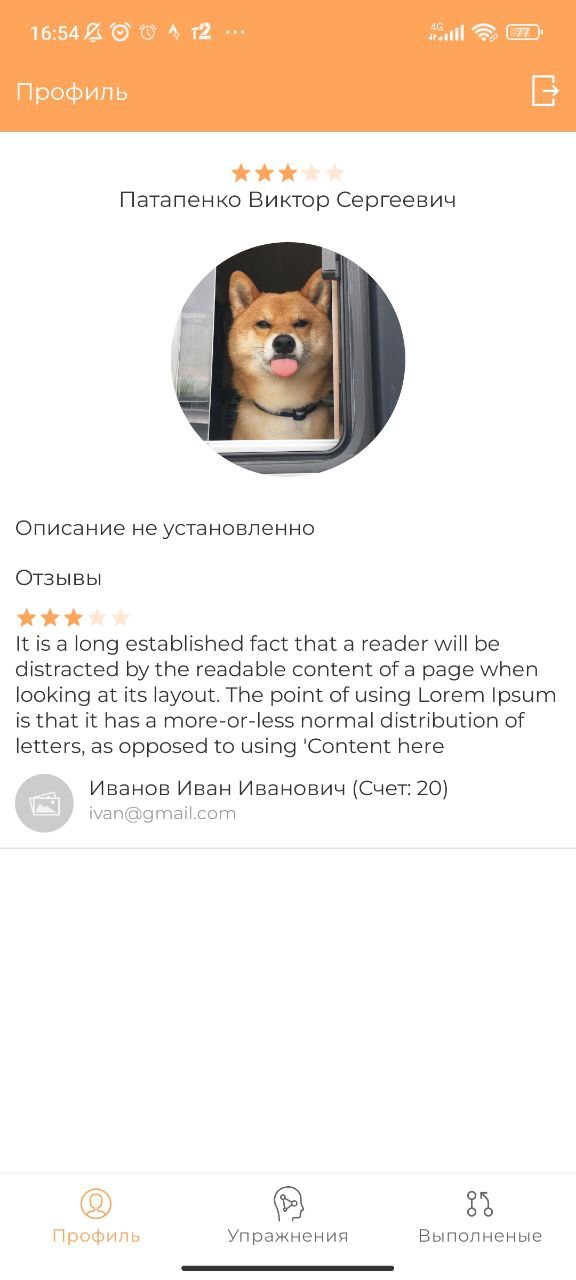 16:54 т2 ... 4G 77
Профиль
Патапенко Виктор Сергеевич
Описание не установленно
Отзывы
It is a long established fact that a reader will be
distracted by the readable content of a page when
looking at its layout. The point of using Lorem Ipsum
is that it has a more-or-less normal distribution of
letters, as opposed to using 'Content here
Иванов Иван Иванович (Счет: 20)
ivan@gmail.com
Профиль Упражнения Выполненые